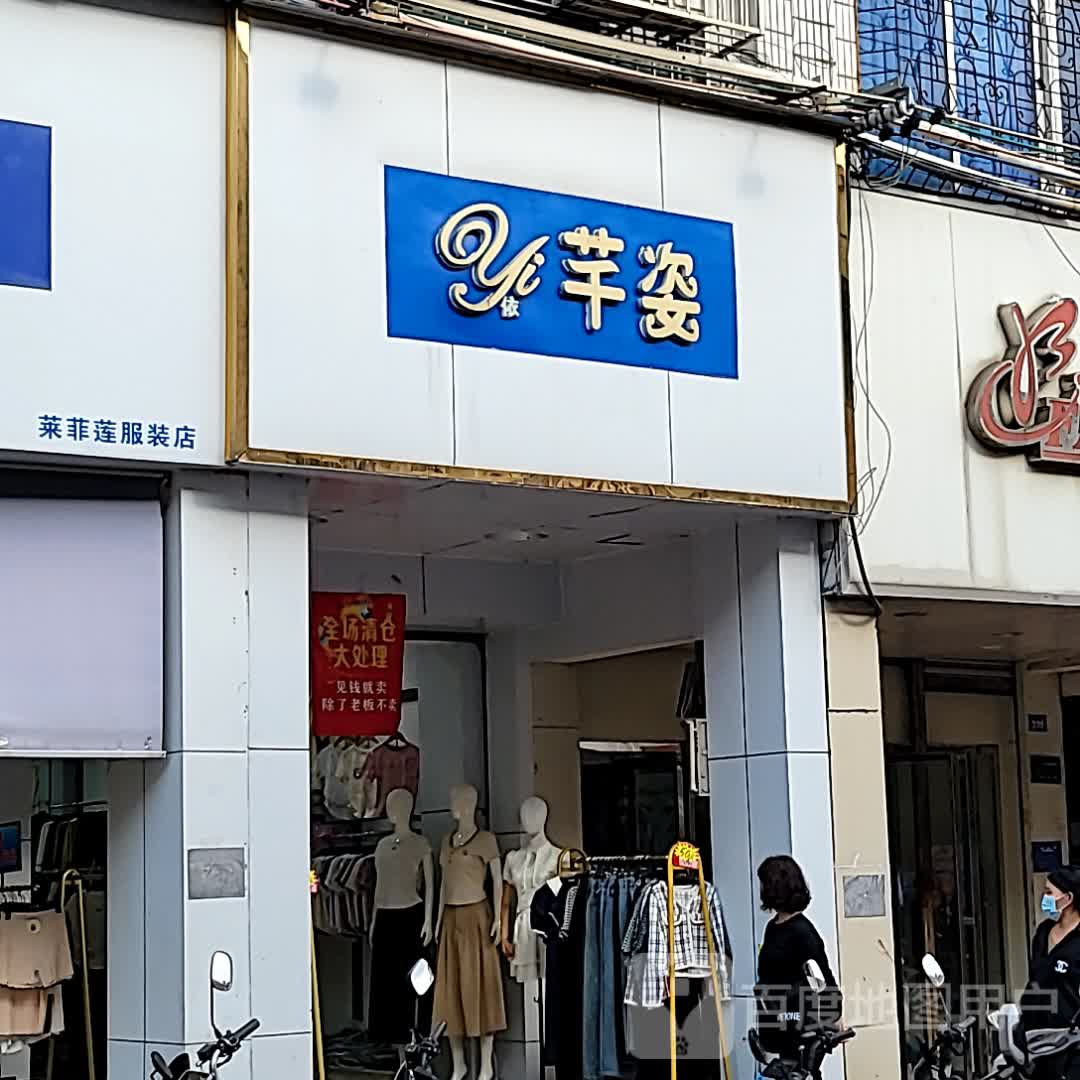 Yi 依 芊姿
莱菲莲服装店
全场清仓
大处理
见钱就卖
除了老板不卖
百度地图用户